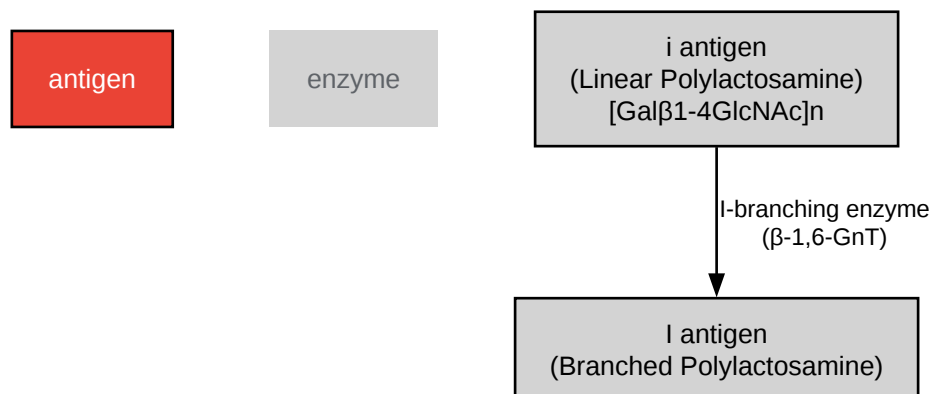 antigen
enzyme
i antigen
(Linear Polylactosamine)
[Galβ1-4GlcNAc]n
I-branching enzyme
(β-1,6-GnT)
I antigen
(Branched Polylactosamine)